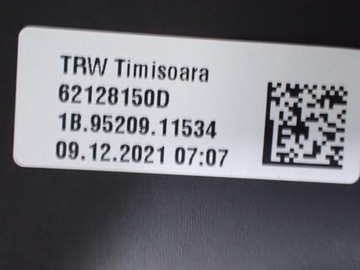 TRW Timisoara
62128150D
1B.95209.11534
09.12.2021 07:07